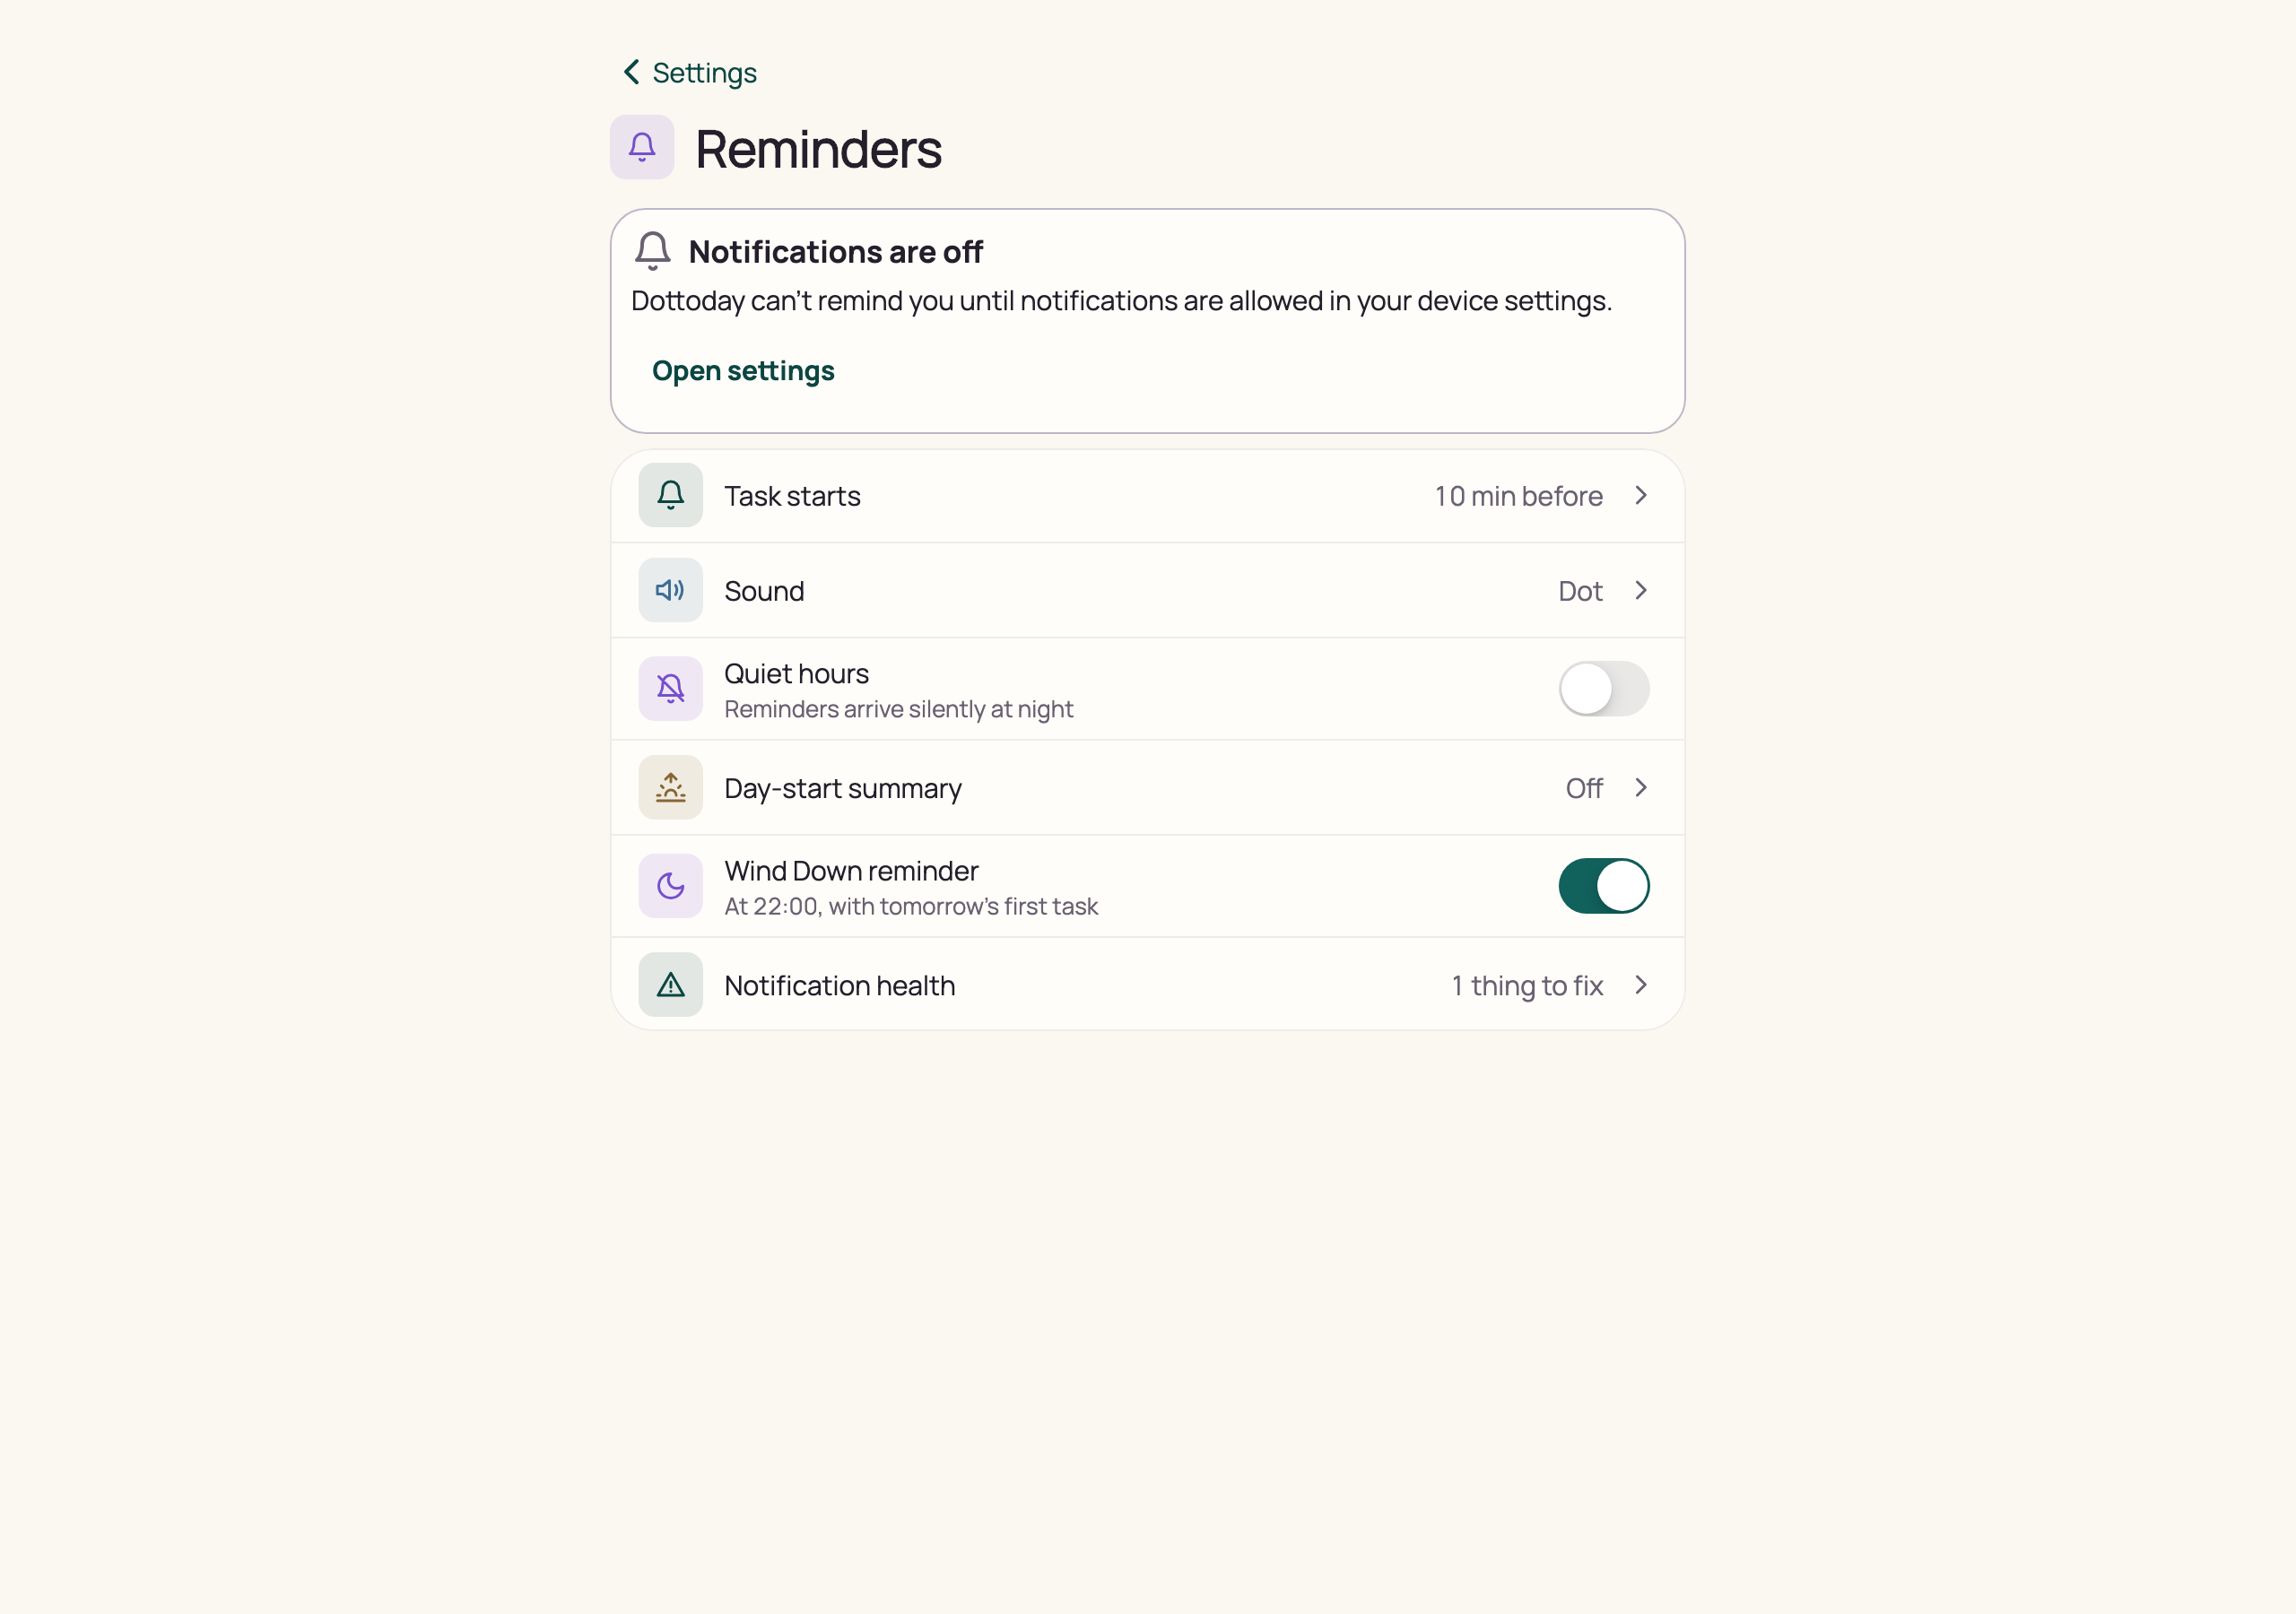 Settings
Reminders
Notifications are off
Dottoday can’t remind you until notifications are allowed in your device settings.
Open settings
Task starts
10 min before
Sound
Dot
Quiet hours
Reminders arrive silently at night
Day-start summary
Off
Wind Down reminder
At 22:00, with tomorrow’s first task
Notification health
1 thing to fix